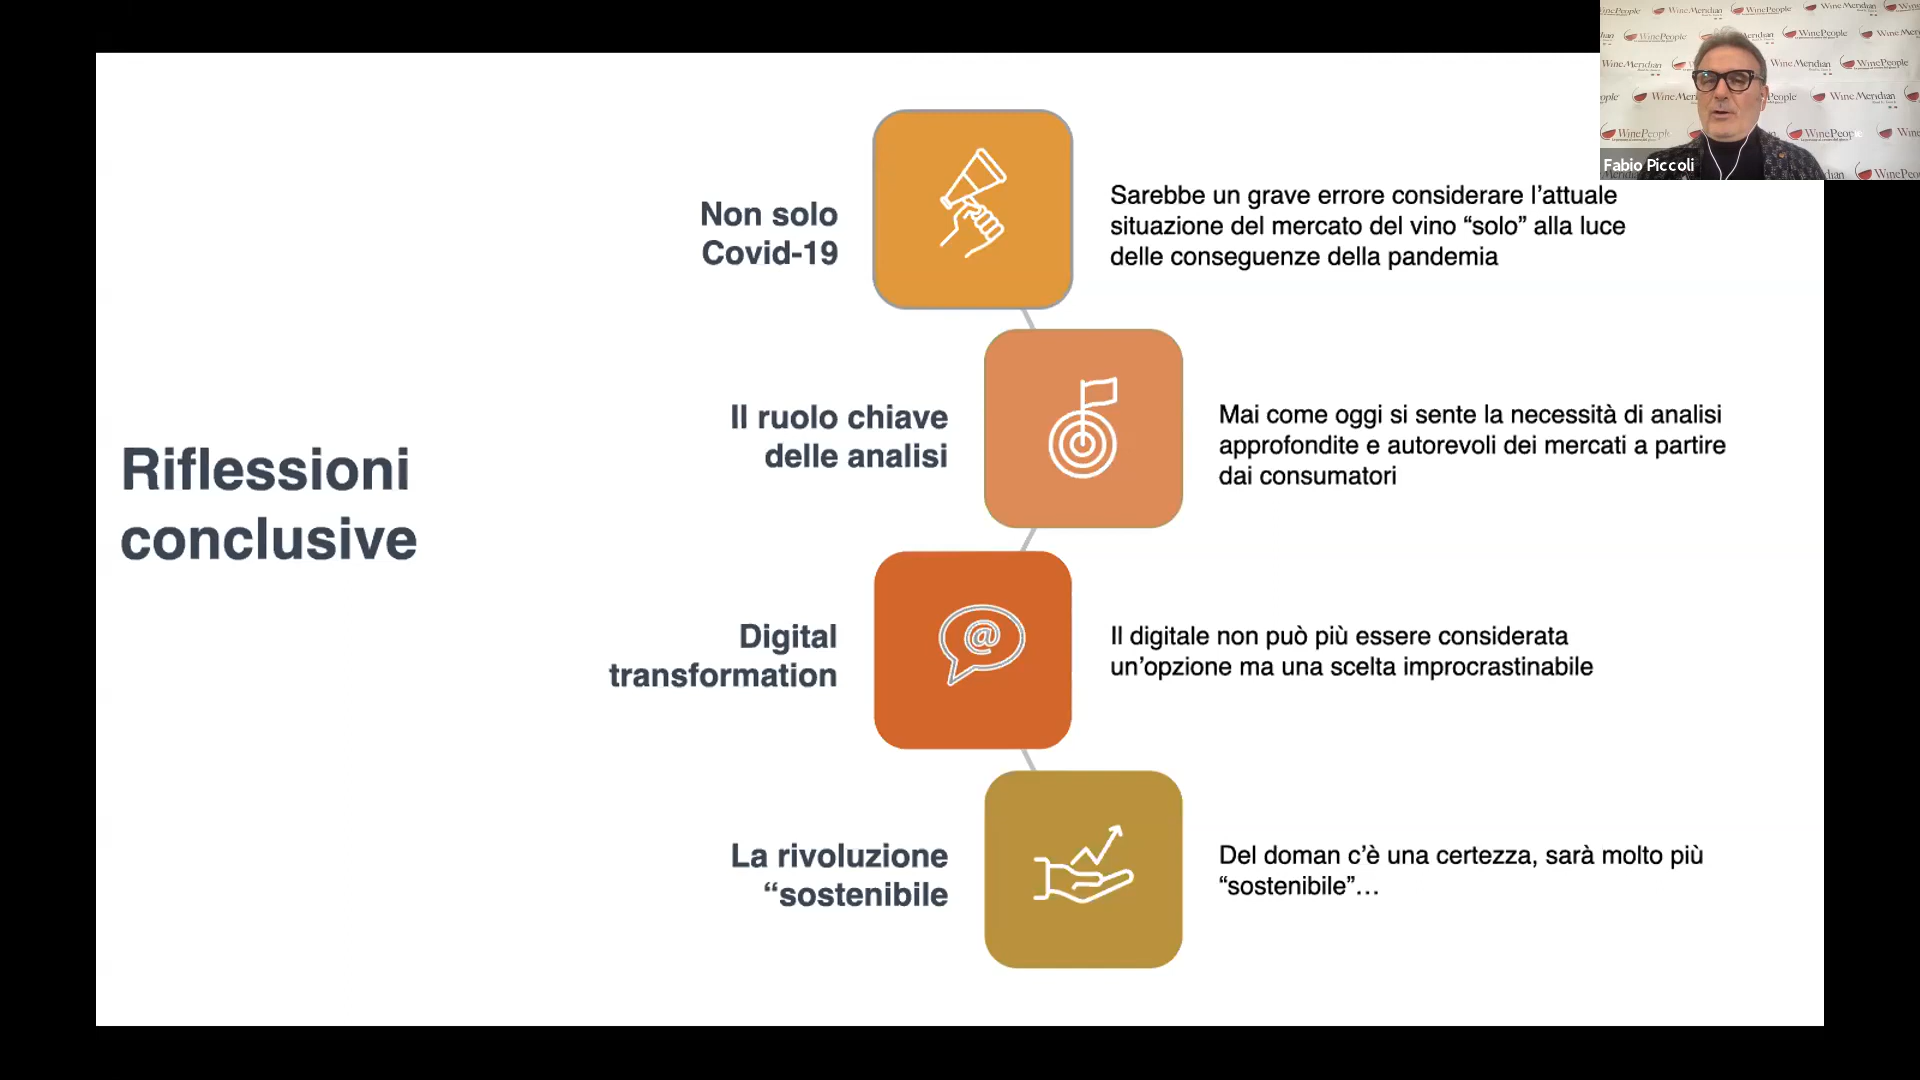 Riflessioni
conclusive
Non solo
Covid-19
Sarebbe un grave errore considerare l’attuale
situazione del mercato del vino “solo” alla luce
delle conseguenze della pandemia
Il ruolo chiave
delle analisi
Mai come oggi si sente la necessità di analisi
approfondite e autorevoli dei mercati a partire
dai consumatori
Digital
transformation
@
Il digitale non può più essere considerata
un’opzione ma una scelta improcrastinabile
La rivoluzione
“sostenibile
Del doman c’è una certezza, sarà molto più
“sostenibile”…
WineMeridian
WinePeople
Fabio Piccoli